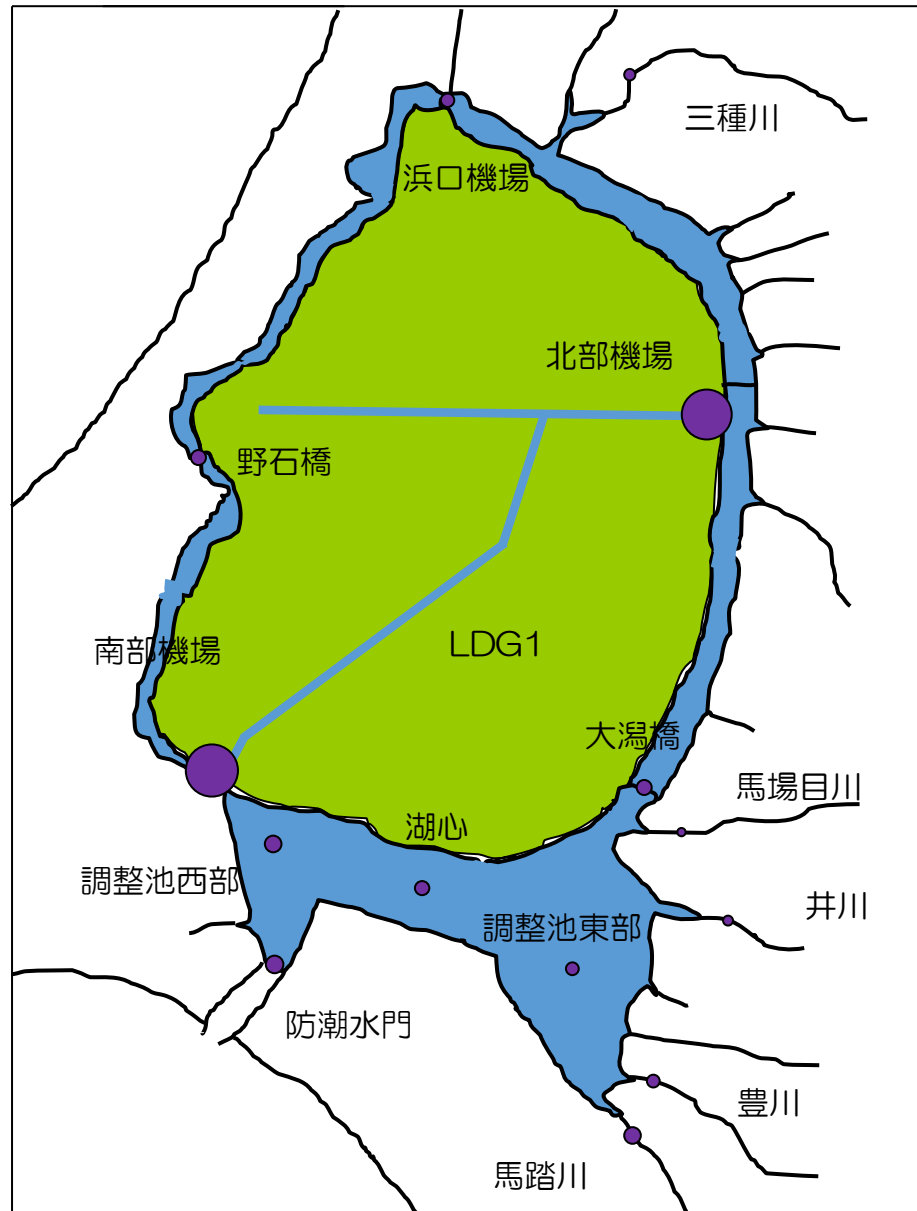 三種川
浜口機場
北部機場
野石橋
南部機場
LDG1
大潟橋
馬場目川
湖心
調整池西部
井川
調整池東部
防潮水門
豊川
馬踏川